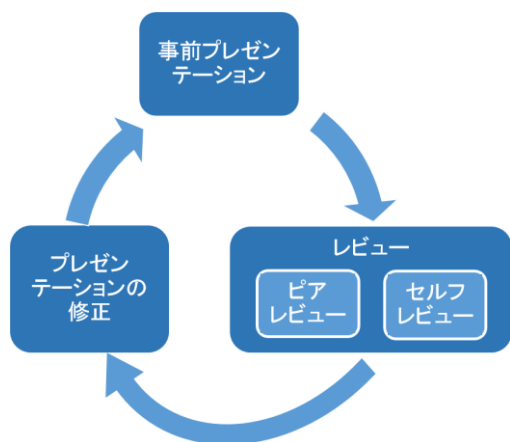 事前プレゼン
テーション
レビュー
ピア
レビュー
セルフ
レビュー
プレゼン
テーションの
修正